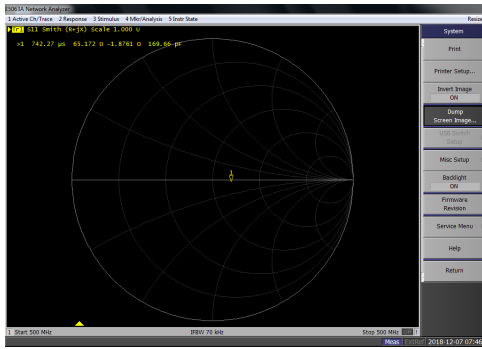 E5063A Network Analyzer
1 Active Ch/Trace 2 Response 3 Stimulus 4 Mkr/Analysis 5 Instr State
Resize
Tr1 S11 Smith (R+jX) Scale 1.000 U
>1 742.27 µs 65.172 Ω -1.8761 Ω 169.66 pF
1
System
Print
Printer Setup...
Invert Image
ON
Dump
Screen Image...
USB Switch
Setup
Misc Setup
Backlight
ON
Firmware
Revision
Service Menu
Help
Return
1 Start 500 MHz IFBW 70 kHz Stop 500 MHz Off !
Meas ExtRef 2018-12-07 07:46